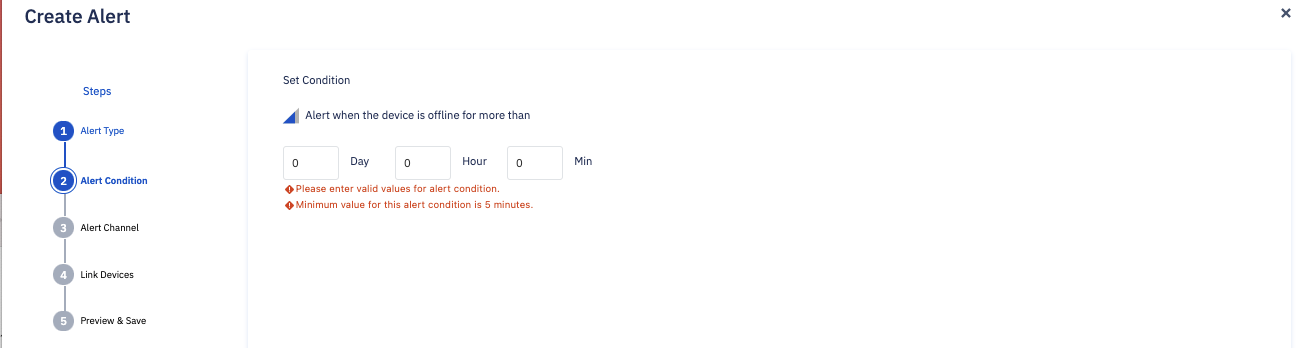 Create Alert
×
Steps
1 Alert Type
2 Alert Condition
3 Alert Channel
4 Link Devices
5 Preview & Save
Set Condition
Alert when the device is offline for more than
0 Day 0 Hour 0 Min
Please enter valid values for alert condition.
Minimum value for this alert condition is 5 minutes.